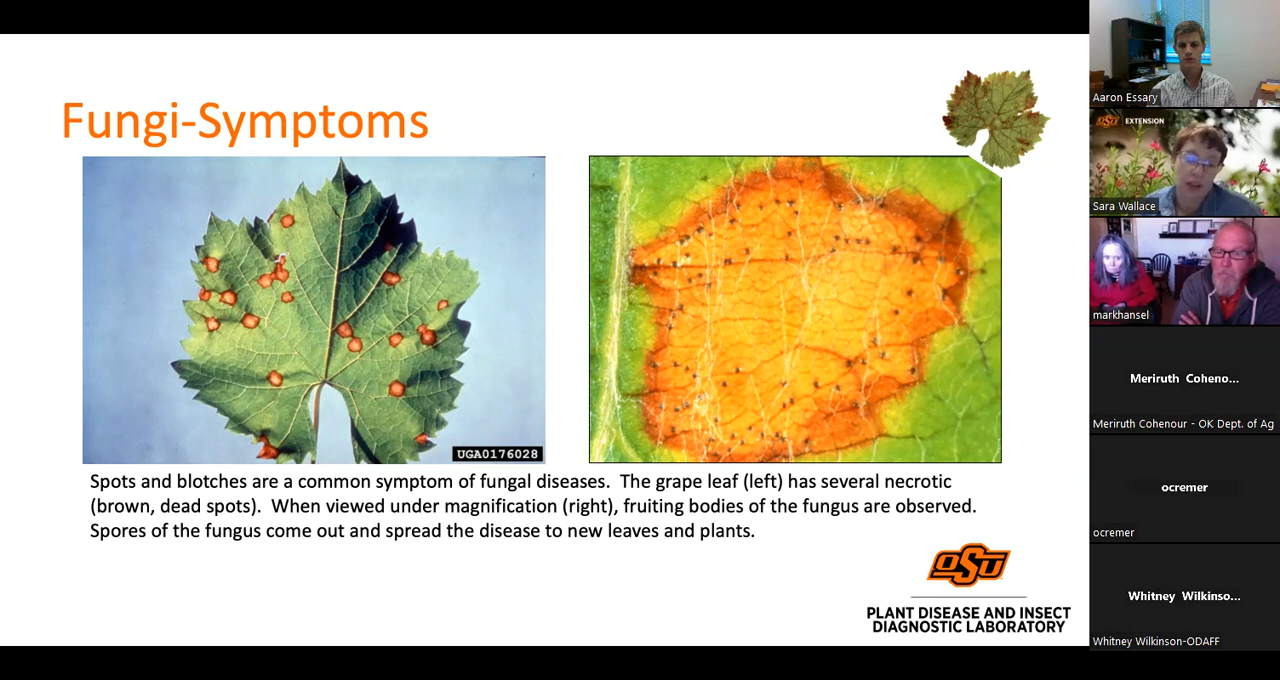 Fungi-Symptoms
UGA0176028
Spots and blotches are a common symptom of fungal diseases.  The grape leaf (left) has several necrotic
(brown, dead spots).  When viewed under magnification (right), fruiting bodies of the fungus are observed.
Spores of the fungus come out and spread the disease to new leaves and plants.
OSU
PLANT DISEASE AND INSECT
DIAGNOSTIC LABORATORY
Aaron Essary
OSU EXTENSION
Sara Wallace
markhansel
Meriruth Coheno...
Meriruth Cohenour - OK Dept. of Ag
ocremer
ocremer
Whitney Wilkinso...
Whitney Wilkinson-ODAFF